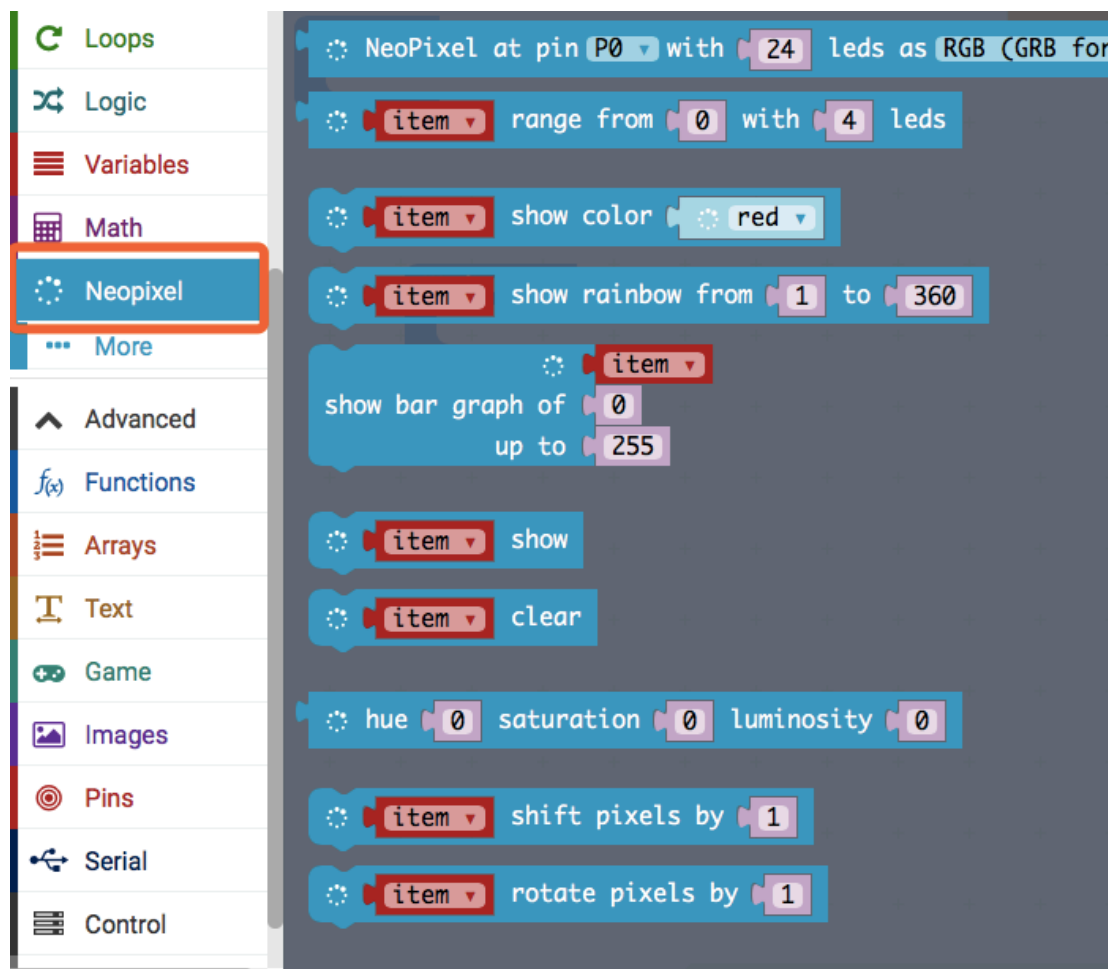 Loops
Logic
Variables
Math
Neopixel
More
Advanced
f(x) Functions
1 2 3 Arrays
T Text
Game
Images
Pins
Serial
Control
NeoPixel at pin P0 with 24 leds as RGB (GRB for
item range from 0 with 4 leds
item show color red
item show rainbow from 1 to 360
item
show bar graph of 0
up to 255
item show
item clear
hue 0 saturation 0 luminosity 0
item shift pixels by 1
item rotate pixels by 1